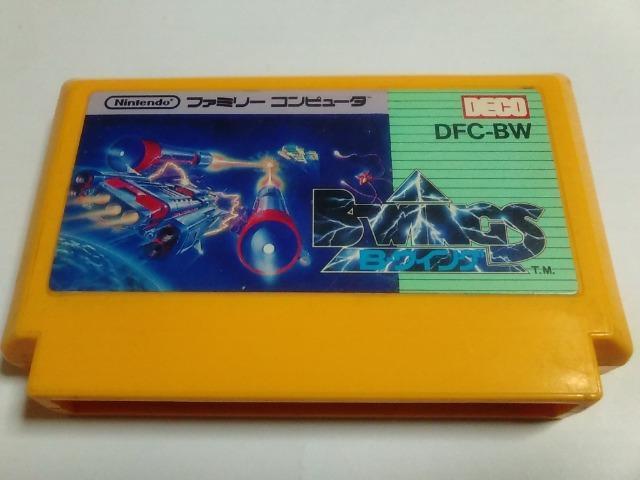 Nintendo ファミリー コンピュータ
DECO
DFC-BW
B-WINGS
B-ウイング
T.M.